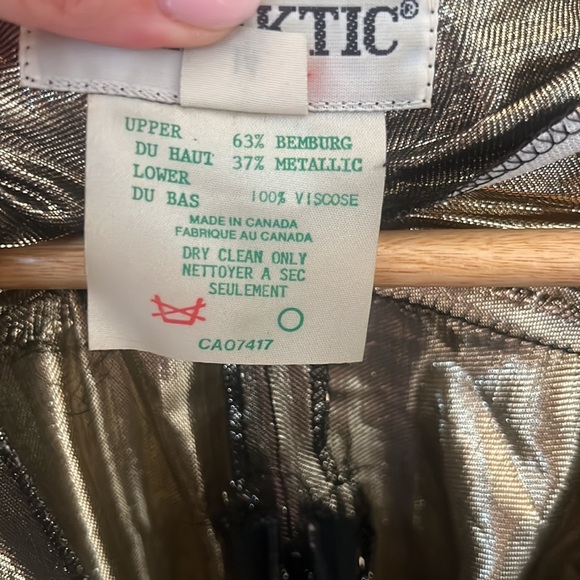 KTIC®
UPPER 63% BEMBURG
DU HAUT 37% METALLIC
LOWER
DU BAS 100% VISCOSE
MADE IN CANADA
FABRIQUE AU CANADA
DRY CLEAN ONLY
NETTOYER A SEC
SEULEMENT
CA07417